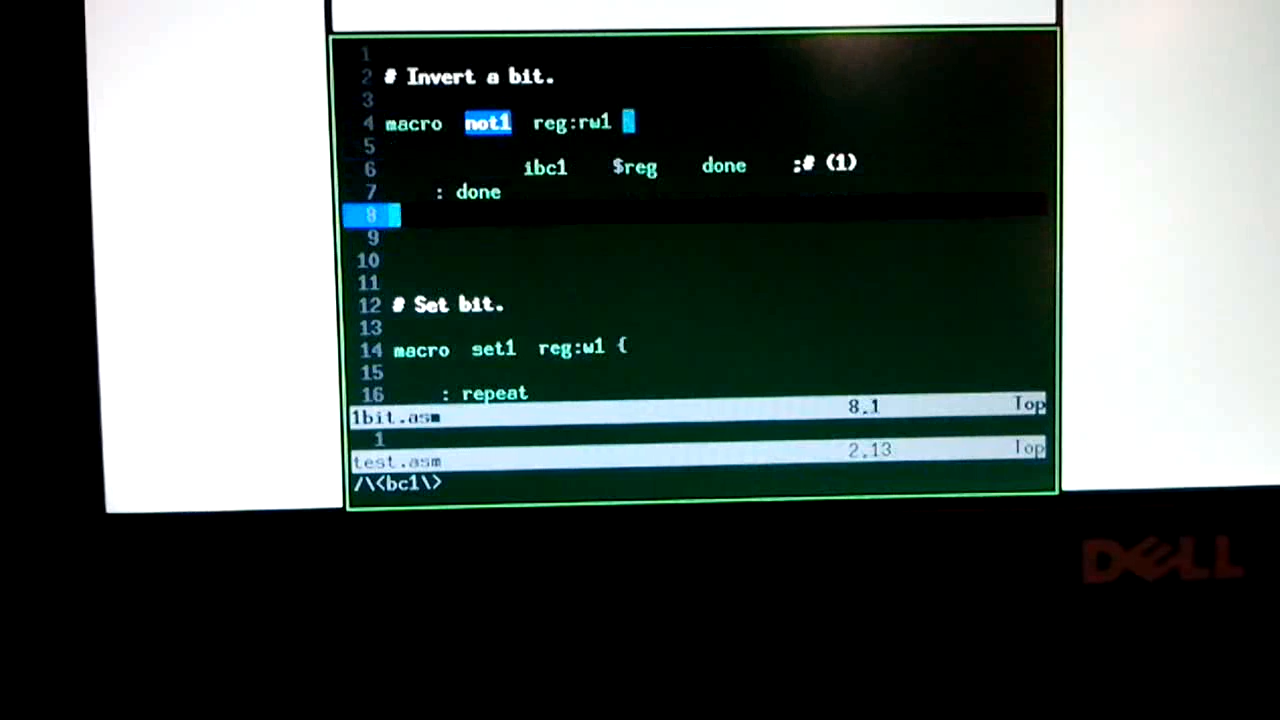 1
2 # Invert a bit.
3
4 macro not1 reg:rw1
5
6 ibc1 $reg done ;# (1)
7 : done
8
9
10
11
12 # Set bit.
13
14 macro set1 reg:w1 {
15
16 : repeat
1bit.asm 8,1 Top
1
test.asm 2,13 Top
/\<bc1\>
DELL